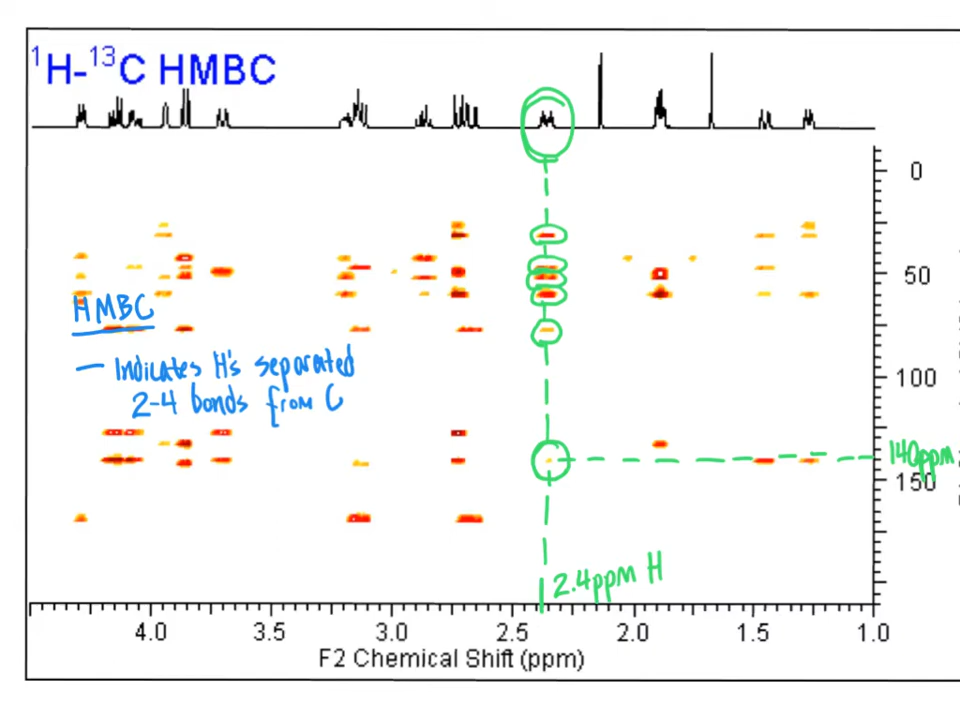 ¹H-¹³C HMBC
0
50
HMBC
— Indicates H's separated
2-4 bonds from C
100
140ppm
150
2.4ppm H
4.0 3.5 3.0 2.5 2.0 1.5 1.0
F2 Chemical Shift (ppm)